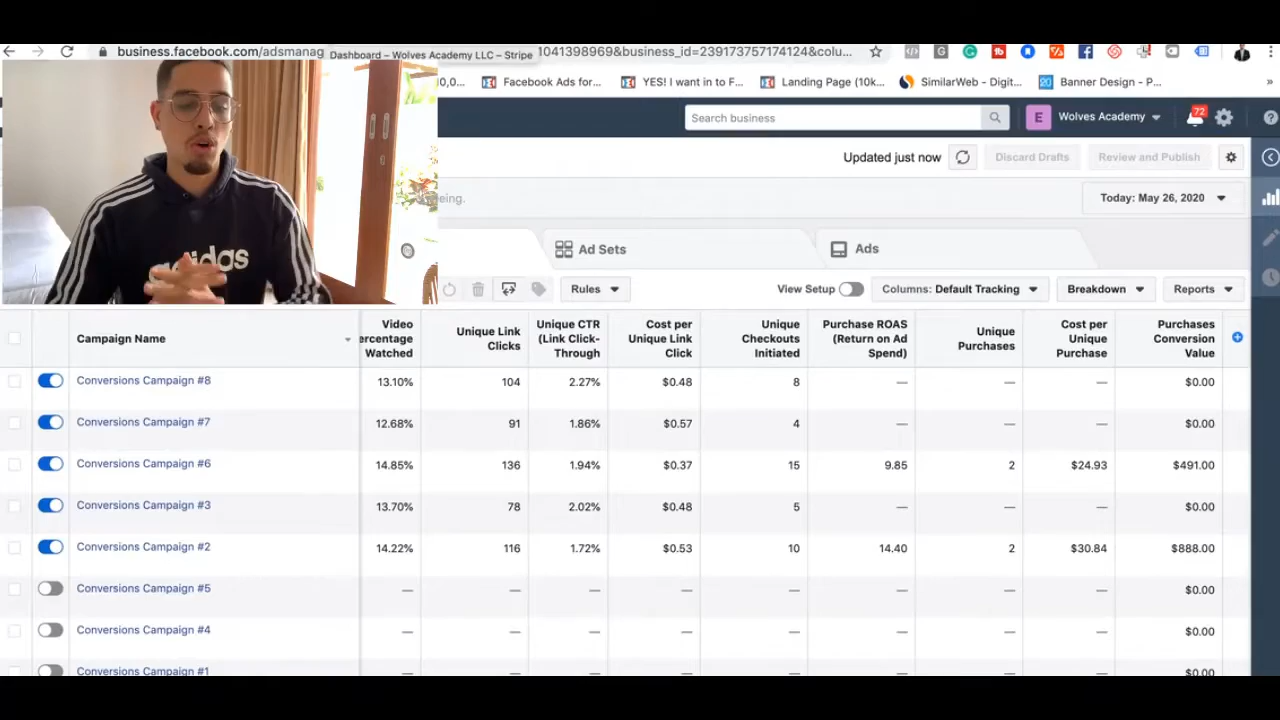 business.facebook.com/adsmanag
Dashboard – Wolves Academy LLC – Stripe
1041398969&business_id=239173757174124&colu...
10,0...
Facebook Ads for...
YES! I want in to F...
Landing Page (10k...
SimilarWeb - Digit...
20
Banner Design - P...
»
Search business
E
Wolves Academy
72
Updated just now
Discard Drafts
Review and Publish
eing.
Today: May 26, 2020
Ad Sets
Ads
adidas
Rules
View Setup
Columns: Default Tracking
Breakdown
Reports
Campaign Name
Video
ercentage
Watched
Unique Link
Clicks
Unique CTR
(Link Click-
Through
Cost per
Unique Link
Click
Unique
Checkouts
Initiated
Purchase ROAS
(Return on Ad
Spend)
Unique
Purchases
Cost per
Unique
Purchase
Purchases
Conversion
Value
Conversions Campaign #8 13.10% 104 2.27% $0.48 8 — — — $0.00
Conversions Campaign #7 12.68% 91 1.86% $0.57 4 — — — $0.00
Conversions Campaign #6 14.85% 136 1.94% $0.37 15 9.85 2 $24.93 $491.00
Conversions Campaign #3 13.70% 78 2.02% $0.48 5 — — — $0.00
Conversions Campaign #2 14.22% 116 1.72% $0.53 10 14.40 2 $30.84 $888.00
Conversions Campaign #5 — — — — — — — — $0.00
Conversions Campaign #4 — — — — — — — — $0.00
Conversions Campaign #1 — — — — — — — — $0.00